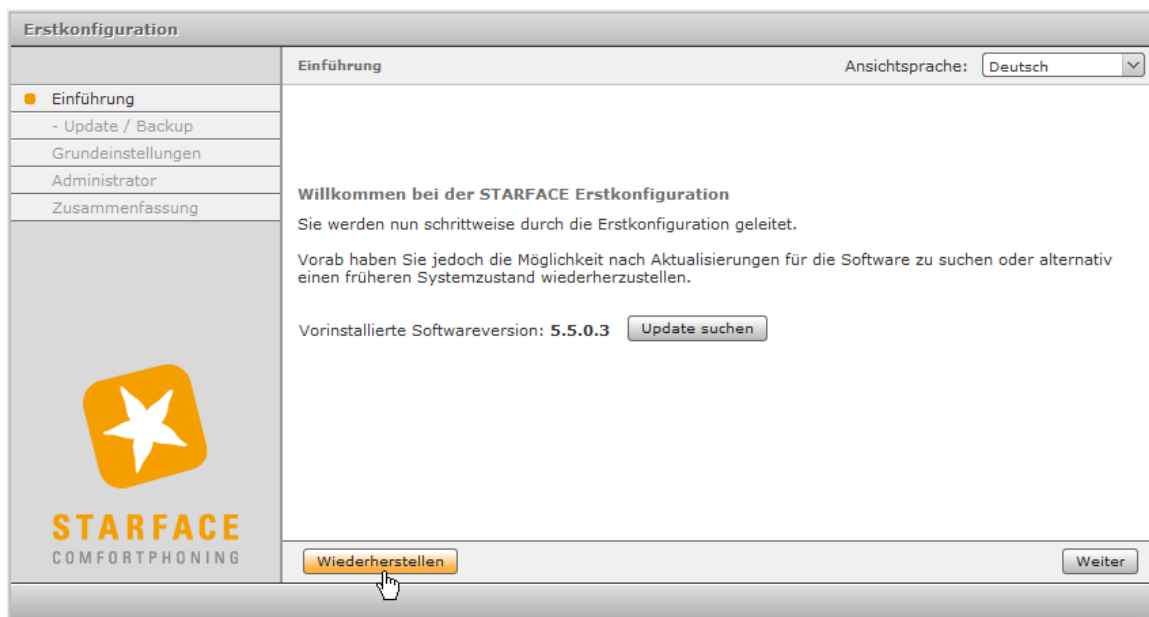 Erstkonfiguration
Einführung
Ansichtsprache: Deutsch
Einführung
- Update / Backup
Grundeinstellungen
Administrator
Zusammenfassung
Willkommen bei der STARFACE Erstkonfiguration
Sie werden nun schrittweise durch die Erstkonfiguration geleitet.
Vorab haben Sie jedoch die Möglichkeit nach Aktualisierungen für die Software zu suchen oder alternativ
einen früheren Systemzustand wiederherzustellen.
Vorinstallierte Softwareversion: 5.5.0.3 Update suchen
STARFACE
COMFORTPHONING
Wiederherstellen
Weiter